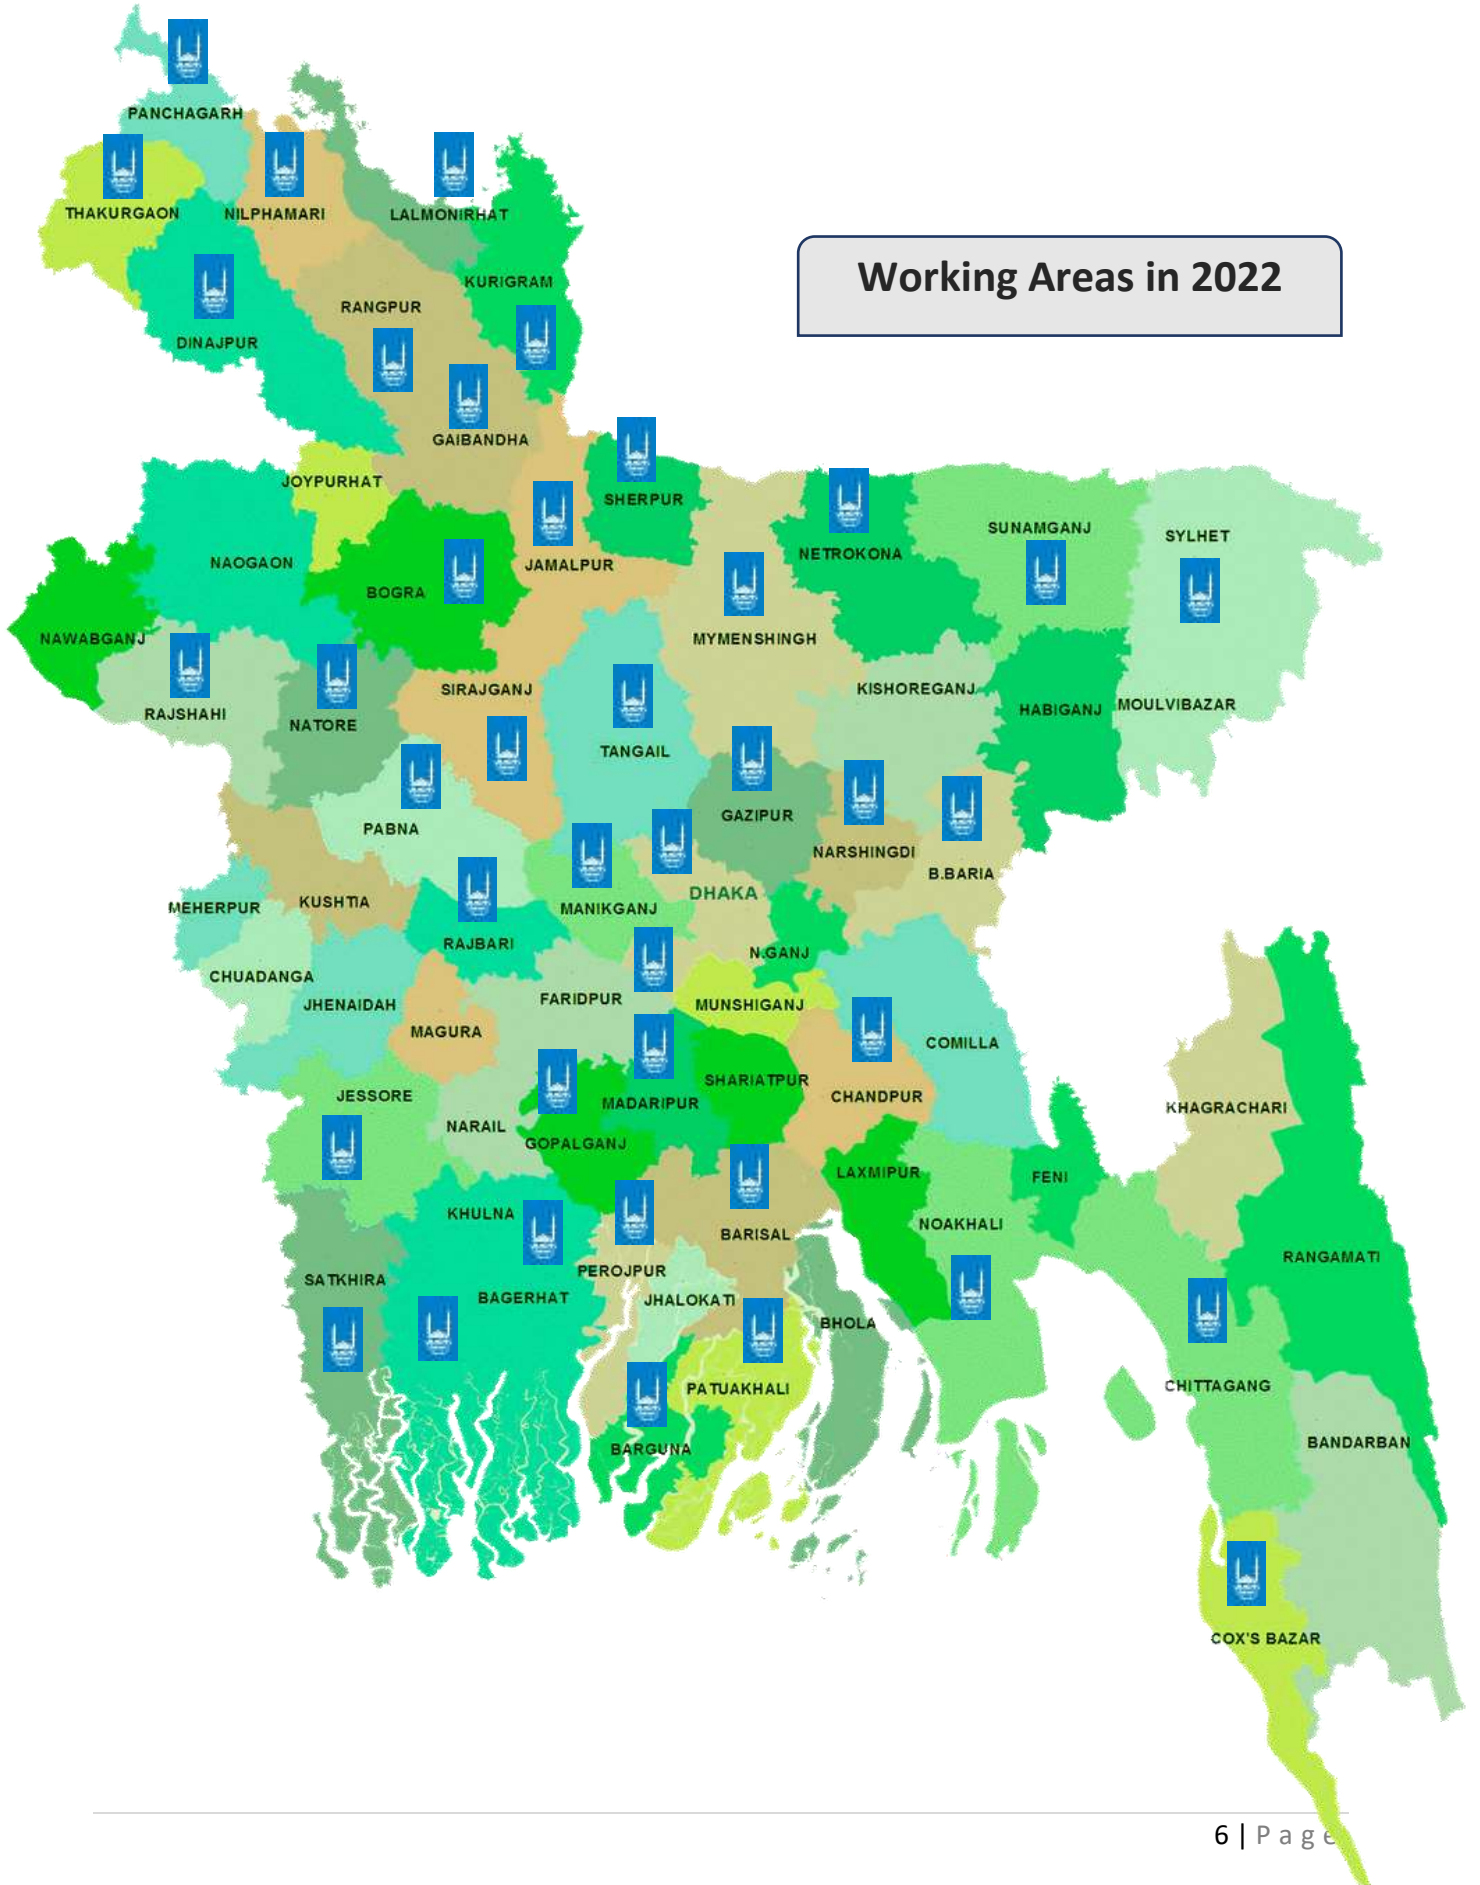 PANCHAGARH
THAKURGAON
NILPHAMARI
LALMONIRHAT
Working Areas in 2022
KURIGRAM
RANGPUR
DINAJPUR
GAIBANDHA
JOYPURHAT
SHERPUR
SUNAMGANJ
SYLHET
NETROKONA
NAOGAON
JAMALPUR
BOGRA
NAWABGANJ
MYMENSHINGH
SIRAJGANJ
KISHOREGANJ
MOULVIBAZAR
HABIGANJ
RAJSHAHI
NATORE
TANGAIL
GAZIPUR
PABNA
NARSHINGDI
B.BARIA
DHAKA
KUSHTIA
MEHERPUR
MANIKGANJ
RAJBARI
N.GANJ
CHUADANGA
FARIDPUR
JHENAIDAH
MUNSHIGANJ
MAGURA
COMILLA
SHARIATPUR
JESSORE
CHANDPUR
MADARIPUR
KHAGRACHARI
NARAIL
GOPALGANJ
LAXMIPUR
FENI
KHULNA
NOAKHALI
BARISAL
RANGAMATI
PEROJPUR
SATKHIRA
BAGERHAT
JHALOKATI
BHOLA
PATUAKHALI
CHITTAGANG
BARGUNA
BANDARBAN
COX'S BAZAR
6 | Page